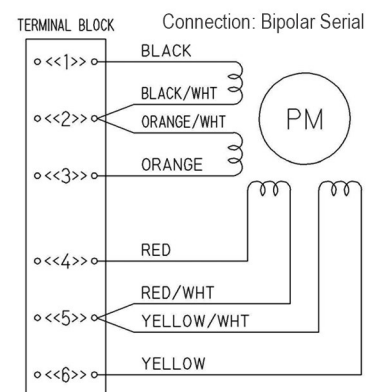 TERMINAL BLOCK
Connection: Bipolar Serial
<<1>>
BLACK
BLACK/WHT
<<2>>
ORANGE/WHT
PM
<<3>>
ORANGE
<<4>>
RED
RED/WHT
<<5>>
YELLOW/WHT
<<6>>
YELLOW